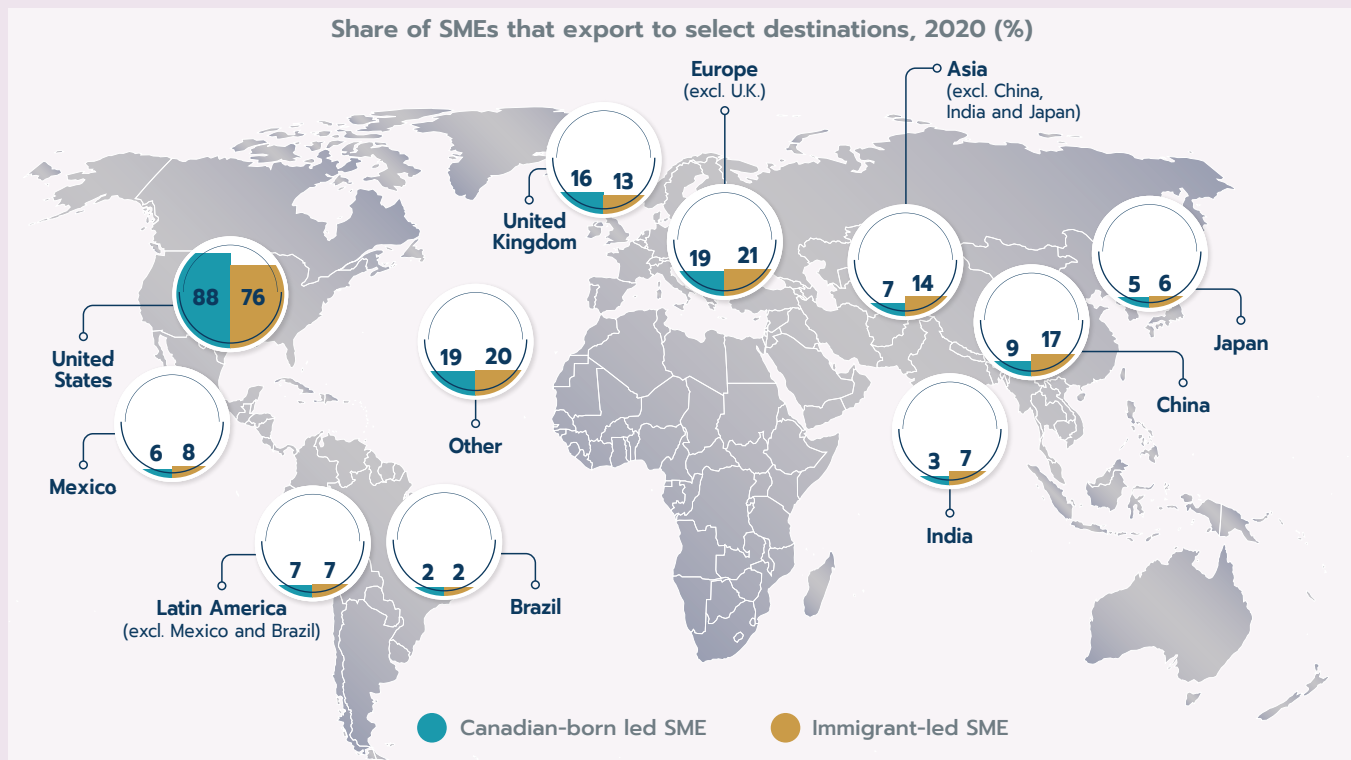 Share of SMEs that export to select destinations, 2020 (%)
Europe
(excl. U.K.)
19 21
Asia
(excl. China,
India and Japan)
7 14
16 13
United
Kingdom
88 76
United
States
5 6
Japan
9 17
China
19 20
Other
6 8
Mexico
3 7
India
7 7
Latin America
(excl. Mexico and Brazil)
2 2
Brazil
Canadian-born led SME
Immigrant-led SME